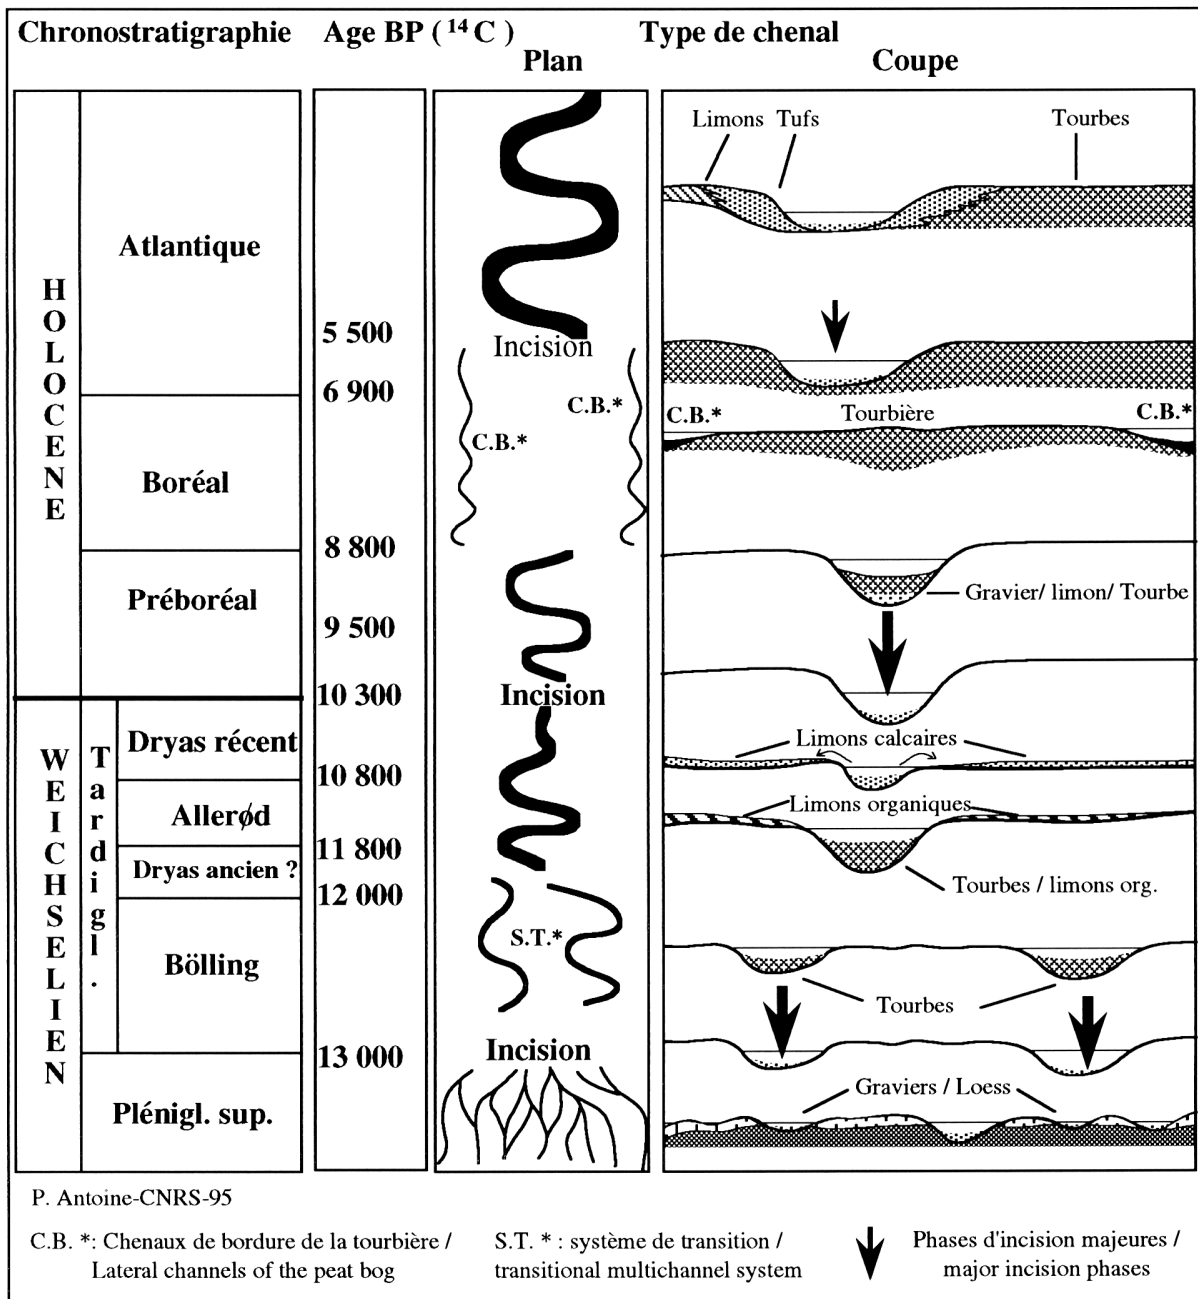 Chronostratigraphie
Age BP ( ¹⁴ C )
Type de chenal
Plan
Coupe
HOLOCENE
WEICHSELIEN
Tardigl.
Atlantique
Boréal
Préboréal
Dryas récent
Allerød
Dryas ancien ?
Bölling
Plénigl. sup.
5 500
6 900
8 800
9 500
10 300
10 800
11 800
12 000
13 000
Incision
C.B.*
C.B.*
Incision
S.T.*
Incision
Limons Tufs
Tourbes
C.B.*
Tourbière
C.B.*
Gravier/ limon/ Tourbe
Limons calcaires
Limons organiques
Tourbes / limons org.
Tourbes
Graviers / Loess
P. Antoine-CNRS-95
C.B. *: Chenaux de bordure de la tourbière /
Lateral channels of the peat bog
S.T. * : système de transition /
transitional multichannel system
Phases d'incision majeures /
major incision phases